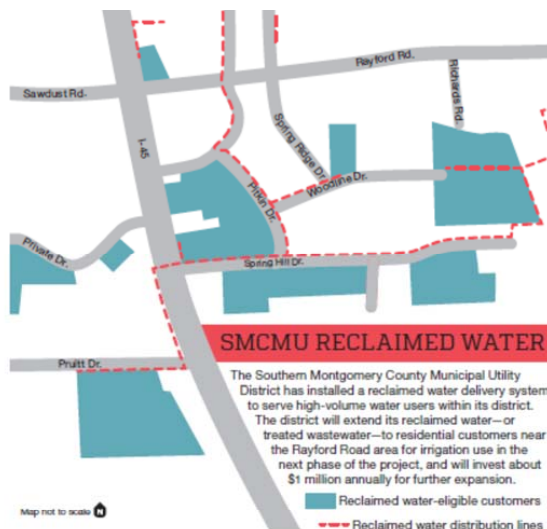 Rayford Rd.
Sawdust Rd.
Richards Rd.
I-45
Spring Ridge Dr.
Pitkin Dr.
Woodline Dr.
Private Dr.
Spring Hill Dr.
Pruitt Dr.
SMCMU RECLAIMED WATER
The Southern Montgomery County Municipal Utility
District has installed a reclaimed water delivery system
to serve high-volume water users within its district.
The district will extend its reclaimed water—or
treated wastewater—to residential customers near
the Rayford Road area for irrigation use in the
next phase of the project, and will invest about
$1 million annually for further expansion.
Reclaimed water-eligible customers
Map not to scale N
Reclaimed water distribution lines